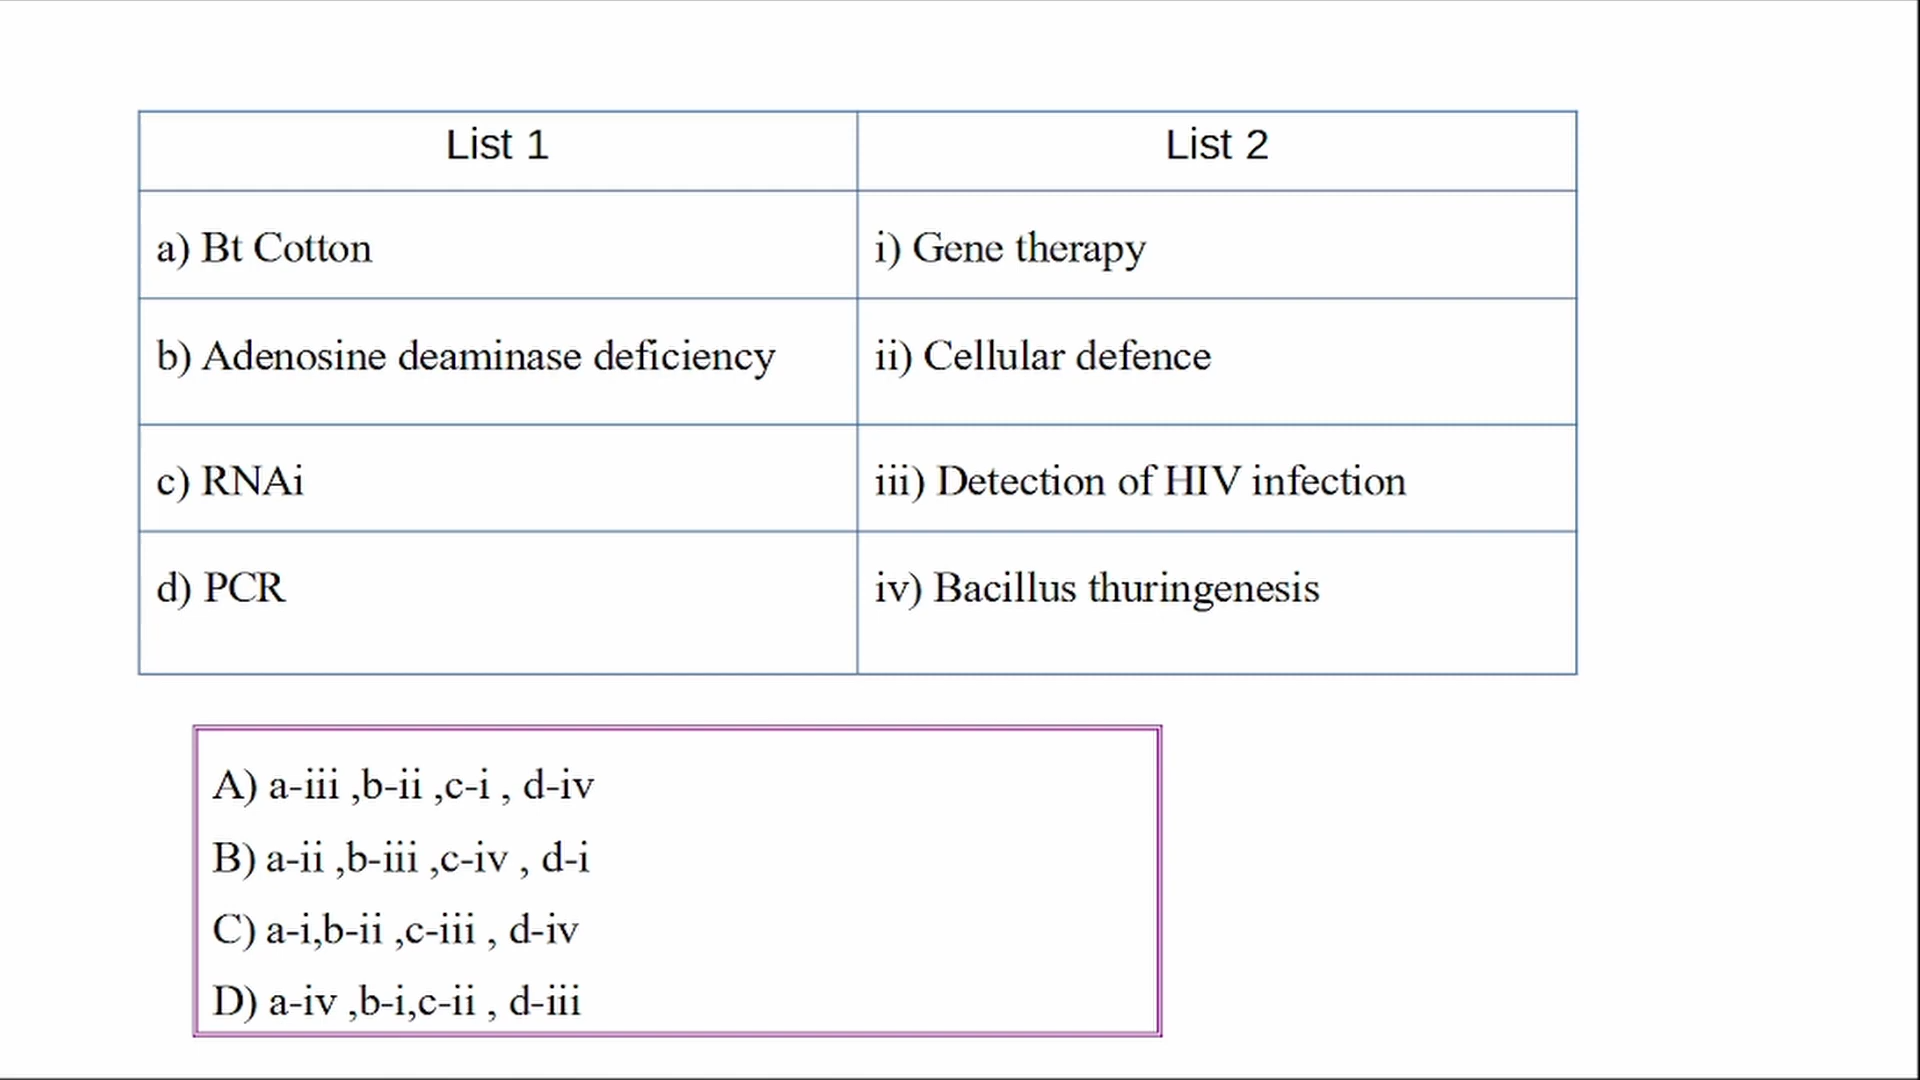 List 1
List 2
a) Bt Cotton
i) Gene therapy
b) Adenosine deaminase deficiency
ii) Cellular defence
c) RNAi
iii) Detection of HIV infection
d) PCR
iv) Bacillus thuringenesis
A) a-iii ,b-ii ,c-i , d-iv
B) a-ii ,b-iii ,c-iv , d-i
C) a-i,b-ii ,c-iii , d-iv
D) a-iv ,b-i,c-ii , d-iii